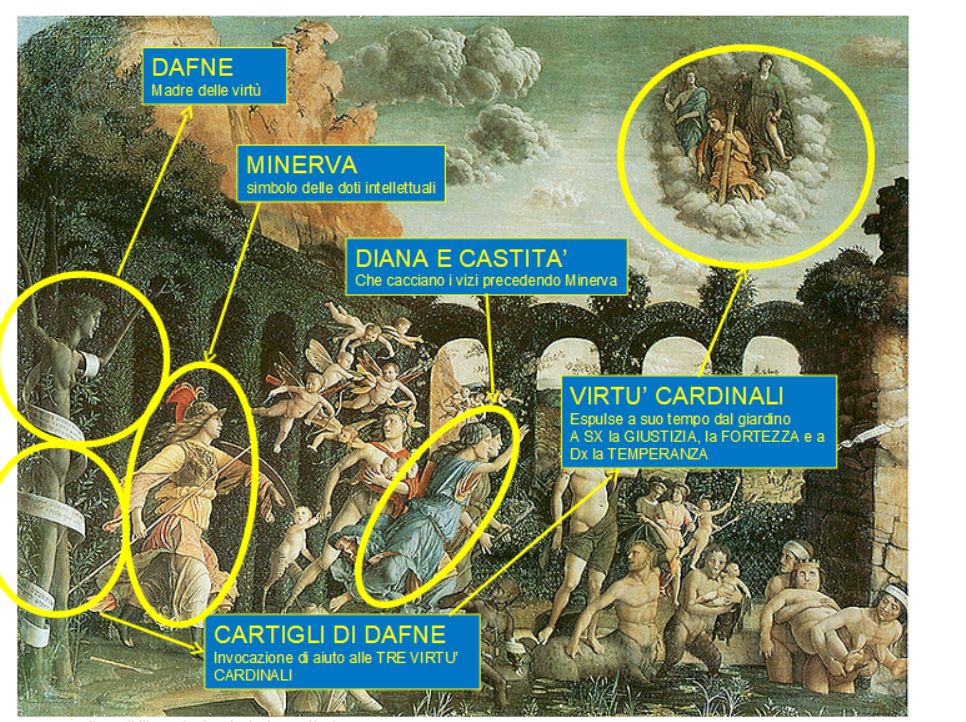 DAFNE
Madre delle virtù
MINERVA
simbolo delle doti intellettuali
DIANA E CASTITA’
Che cacciano i vizi precedendo Minerva
VIRTU’ CARDINALI
Espulse a suo tempo dal giardino
A SX la GIUSTIZIA, la FORTEZZA e a
Dx la TEMPERANZA
CARTIGLI DI DAFNE
Invocazione di aiuto alle TRE VIRTU’
CARDINALI